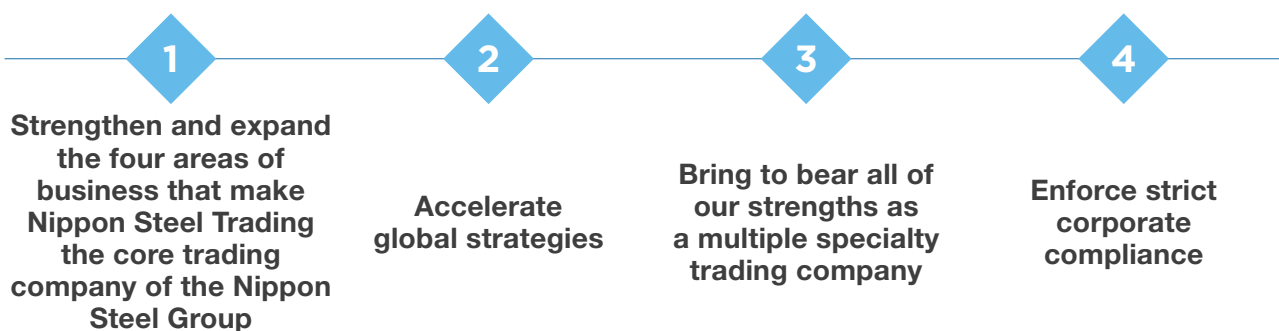 1
Strengthen and expand
the four areas of
business that make
Nippon Steel Trading
the core trading
company of the Nippon
Steel Group
2
Accelerate
global strategies
3
Bring to bear all of
our strengths as
a multiple specialty
trading company
4
Enforce strict
corporate
compliance